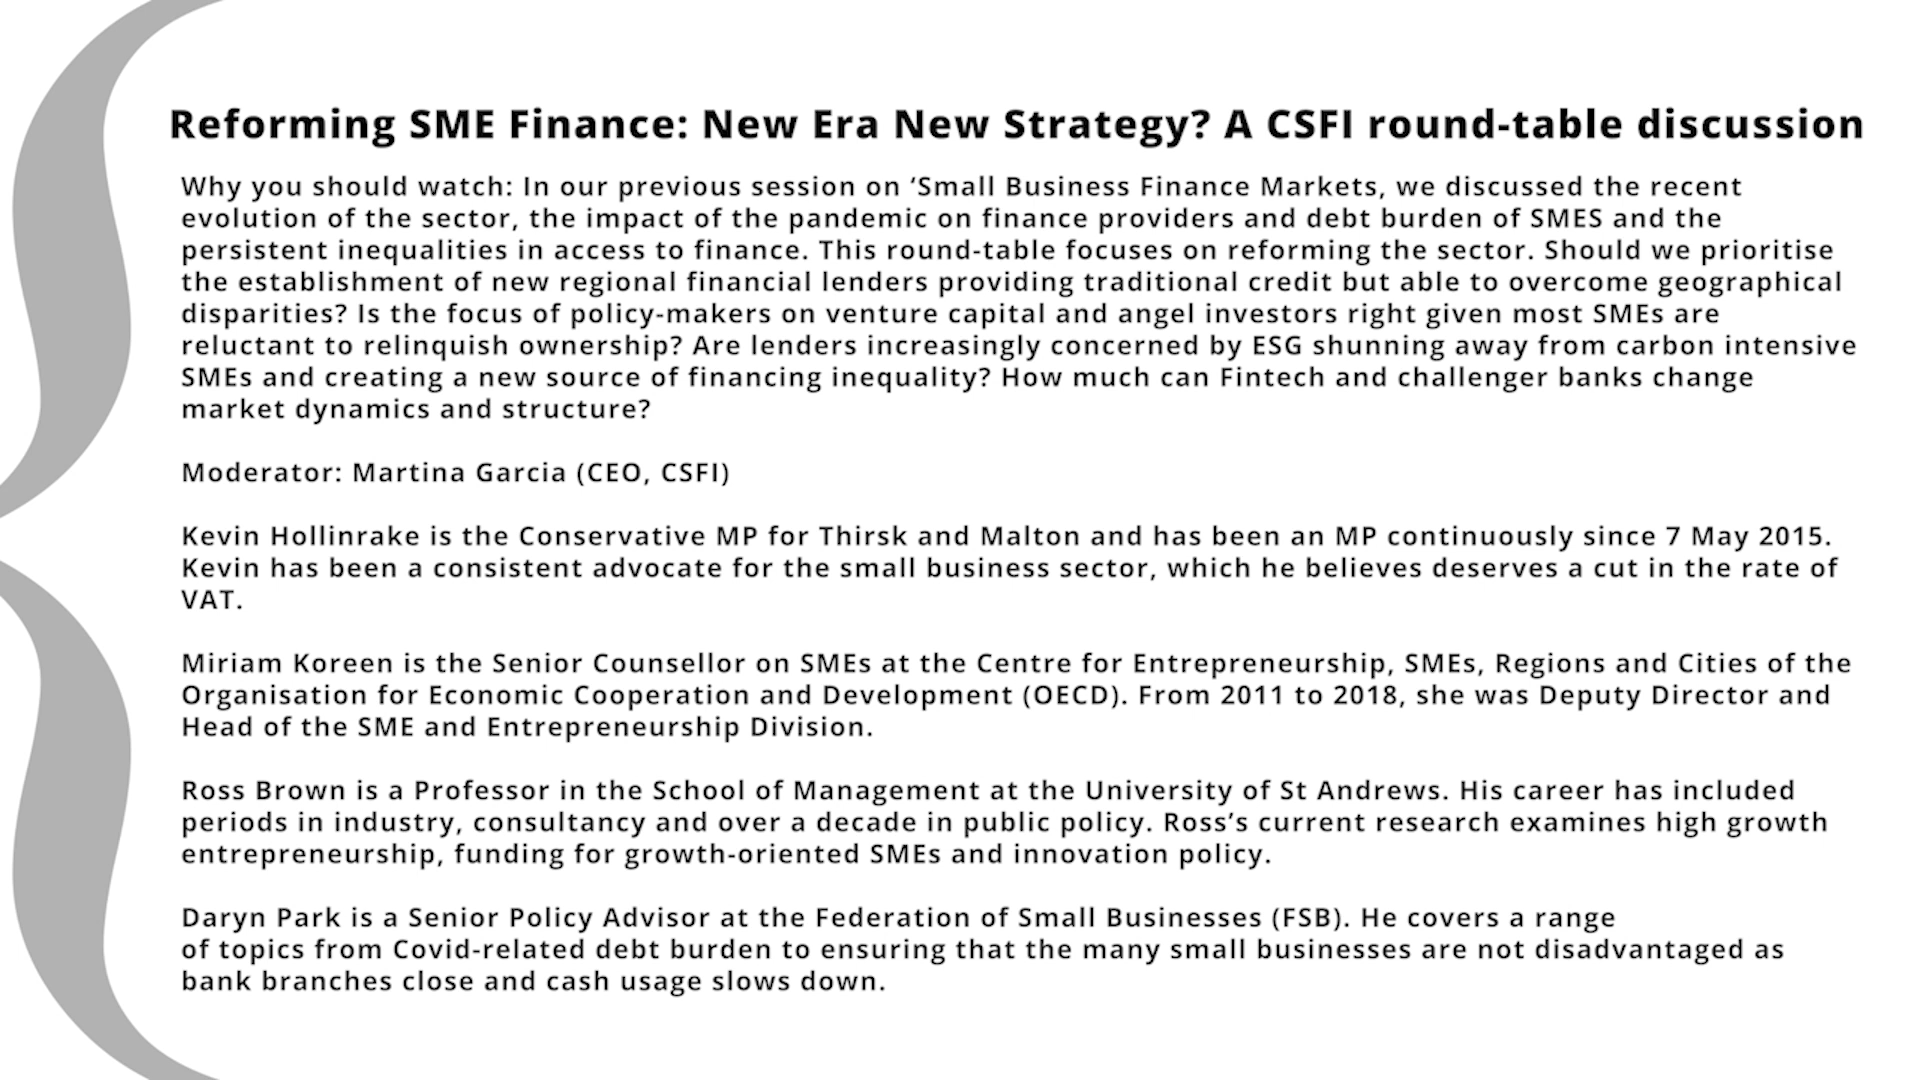 Reforming SME Finance: New Era New Strategy? A CSFI round-table discussion
Why you should watch: In our previous session on ‘Small Business Finance Markets, we discussed the recent
evolution of the sector, the impact of the pandemic on finance providers and debt burden of SMES and the
persistent inequalities in access to finance. This round-table focuses on reforming the sector. Should we prioritise
the establishment of new regional financial lenders providing traditional credit but able to overcome geographical
disparities? Is the focus of policy-makers on venture capital and angel investors right given most SMEs are
reluctant to relinquish ownership? Are lenders increasingly concerned by ESG shunning away from carbon intensive
SMEs and creating a new source of financing inequality? How much can Fintech and challenger banks change
market dynamics and structure?
Moderator: Martina Garcia (CEO, CSFI)
Kevin Hollinrake is the Conservative MP for Thirsk and Malton and has been an MP continuously since 7 May 2015.
Kevin has been a consistent advocate for the small business sector, which he believes deserves a cut in the rate of
VAT.
Miriam Koreen is the Senior Counsellor on SMEs at the Centre for Entrepreneurship, SMEs, Regions and Cities of the
Organisation for Economic Cooperation and Development (OECD). From 2011 to 2018, she was Deputy Director and
Head of the SME and Entrepreneurship Division.
Ross Brown is a Professor in the School of Management at the University of St Andrews. His career has included
periods in industry, consultancy and over a decade in public policy. Ross’s current research examines high growth
entrepreneurship, funding for growth-oriented SMEs and innovation policy.
Daryn Park is a Senior Policy Advisor at the Federation of Small Businesses (FSB). He covers a range
of topics from Covid-related debt burden to ensuring that the many small businesses are not disadvantaged as
bank branches close and cash usage slows down.